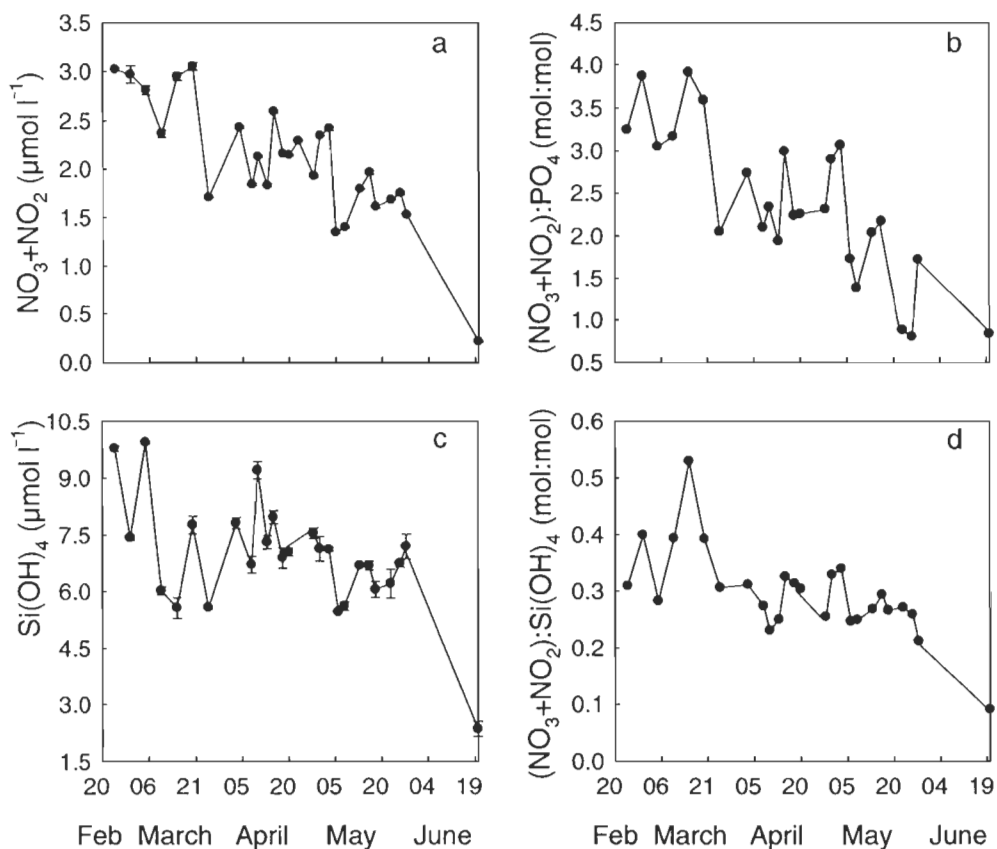 a
NO3+NO2 (μmol l⁻¹)
3.5
3.0
2.5
2.0
1.5
1.0
0.5
0.0
b
(NO3+NO2):PO4 (mol:mol)
4.5
4.0
3.5
3.0
2.5
2.0
1.5
1.0
0.5
c
Si(OH)4 (μmol l⁻¹)
10.5
9.0
7.5
6.0
4.5
3.0
1.5
20 06 21 05 20 05 20 04 19
Feb March April May June
d
(NO3+NO2):Si(OH)4 (mol:mol)
0.6
0.5
0.4
0.3
0.2
0.1
0.0
20 06 21 05 20 05 20 04 19
Feb March April May June